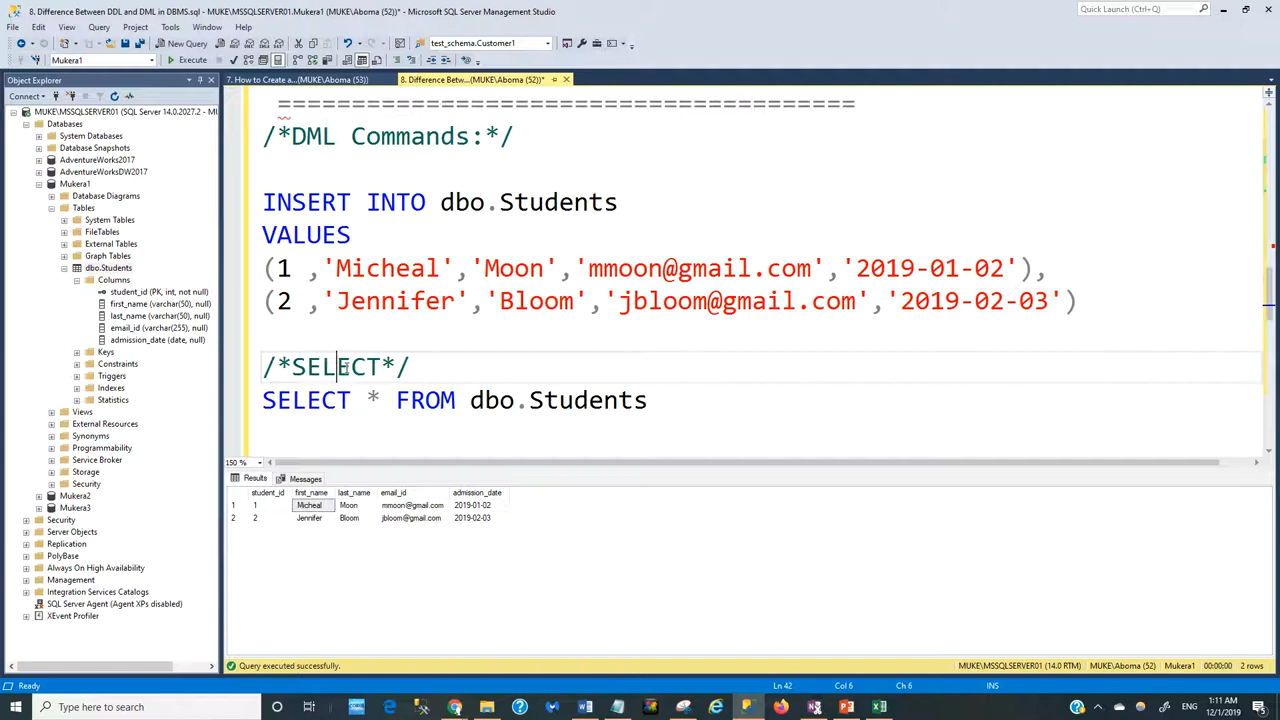 8. Difference Between DDL and DML in DBMS.sql - MUKE\MSSQLSERVER01.Mukera1 (MUKE\Aboma (52))* - Microsoft SQL Server Management Studio
Quick Launch (Ctrl+Q)
File Edit View Query Project Tools Window Help
New Query
test_schema.Customer1
Mukera1
Execute
Object Explorer
7. How to Create a...(MUKE\Aboma (53))
8. Difference Betw...(MUKE\Aboma (52))*
Connect
MUKE\MSSQLSERVER01 (SQL Server 14.0.2027.2 - MU
Databases
System Databases
Database Snapshots
AdventureWorks2017
AdventureWorksDW2017
Mukera1
Database Diagrams
Tables
System Tables
FileTables
External Tables
Graph Tables
dbo.Students
Columns
student_id (PK, int, not null)
first_name (varchar(50), null)
last_name (varchar(50), null)
email_id (varchar(255), null)
admission_date (date, null)
Keys
Constraints
Triggers
Indexes
Statistics
Views
External Resources
Synonyms
Programmability
Service Broker
Storage
Security
Mukera2
Mukera3
Security
Server Objects
Replication
PolyBase
Always On High Availability
Management
Integration Services Catalogs
SQL Server Agent (Agent XPs disabled)
XEvent Profiler
=======================================
/*DML Commands:*/
INSERT INTO dbo.Students
VALUES
(1 ,'Micheal','Moon','mmoon@gmail.com','2019-01-02'),
(2 ,'Jennifer','Bloom','jbloom@gmail.com','2019-02-03')
/*SELECT*/
SELECT * FROM dbo.Students
150 %
Results Messages
student_id first_name last_name email_id admission_date
1 1 Micheal Moon mmoon@gmail.com 2019-01-02
2 2 Jennifer Bloom jbloom@gmail.com 2019-02-03
Query executed successfully.
MUKE\MSSQLSERVER01 (14.0 RTM) MUKE\Aboma (52) Mukera1 00:00:00 2 rows
Ready
Ln 42 Col 6 Ch 6 INS
Type here to search
1:11 AM
12/1/2019